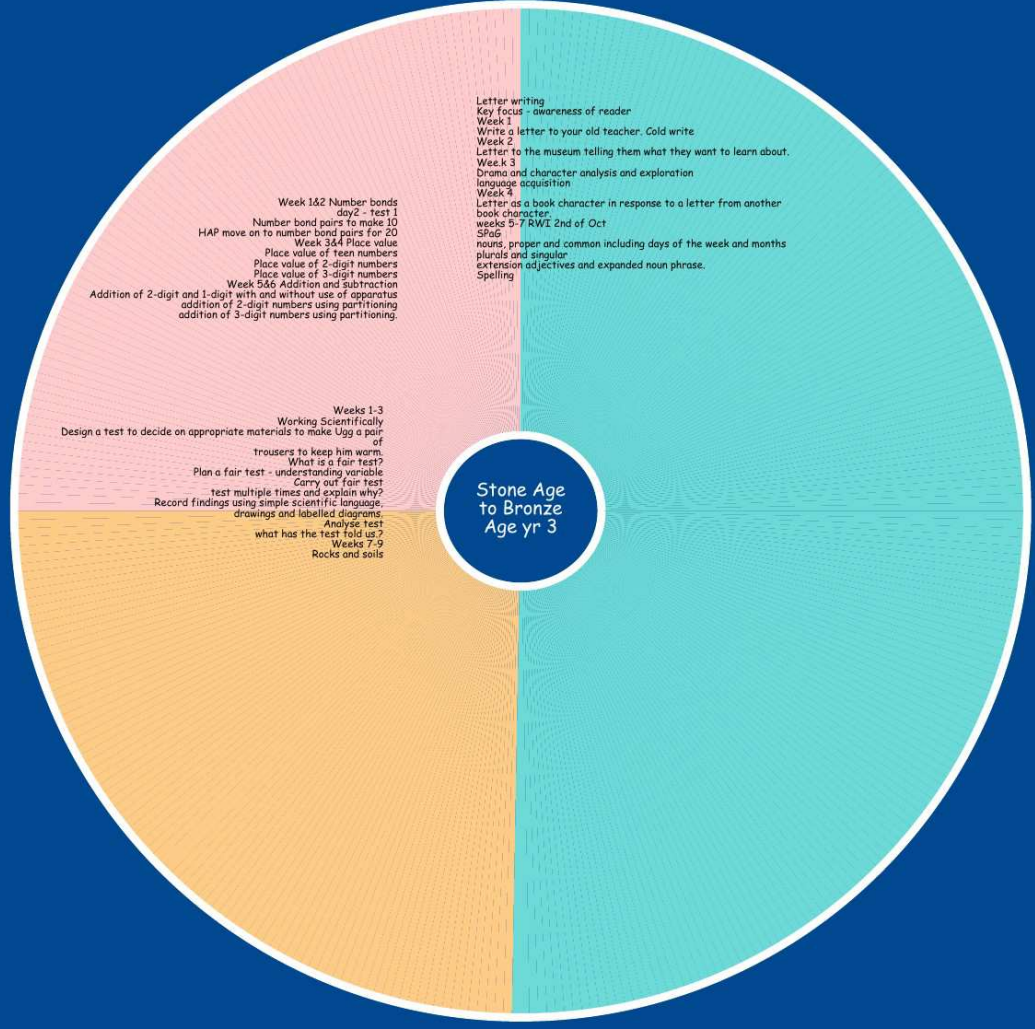 Letter writing
Key focus - awareness of reader
Week 1
Write a letter to your old teacher. Cold write
Week 2
Letter to the museum telling them what they want to learn about.
Wee.k 3
Drama and character analysis and exploration
language acquisition
Week 4
Letter as a book character in response to a letter from another
book character.
weeks 5-7 RWI 2nd of Oct
SPaG
nouns, proper and common including days of the week and months
plurals and singular
extension adjectives and expanded noun phrase.
Spelling
Week 1&2 Number bonds
day2 - test 1
Number bond pairs to make 10
HAP move on to number bond pairs for 20
Week 3&4 Place value
Place value of teen numbers
Place value of 2-digit numbers
Place value of 3-digit numbers
Week 5&6 Addition and subtraction
Addition of 2-digit and 1-digit with and without use of apparatus
addition of 2-digit numbers using partitioning
addition of 3-digit numbers using partitioning.
Weeks 1-3
Working Scientifically
Design a test to decide on appropriate materials to make Ugg a pair
of
trousers to keep him warm.
What is a fair test?
Plan a fair test - understanding variable
Carry out fair test
test multiple times and explain why?
Record findings using simple scientific language,
drawings and labelled diagrams.
Analyse test
what has the test told us.?
Weeks 7-9
Rocks and soils
Stone Age
to Bronze
Age yr 3